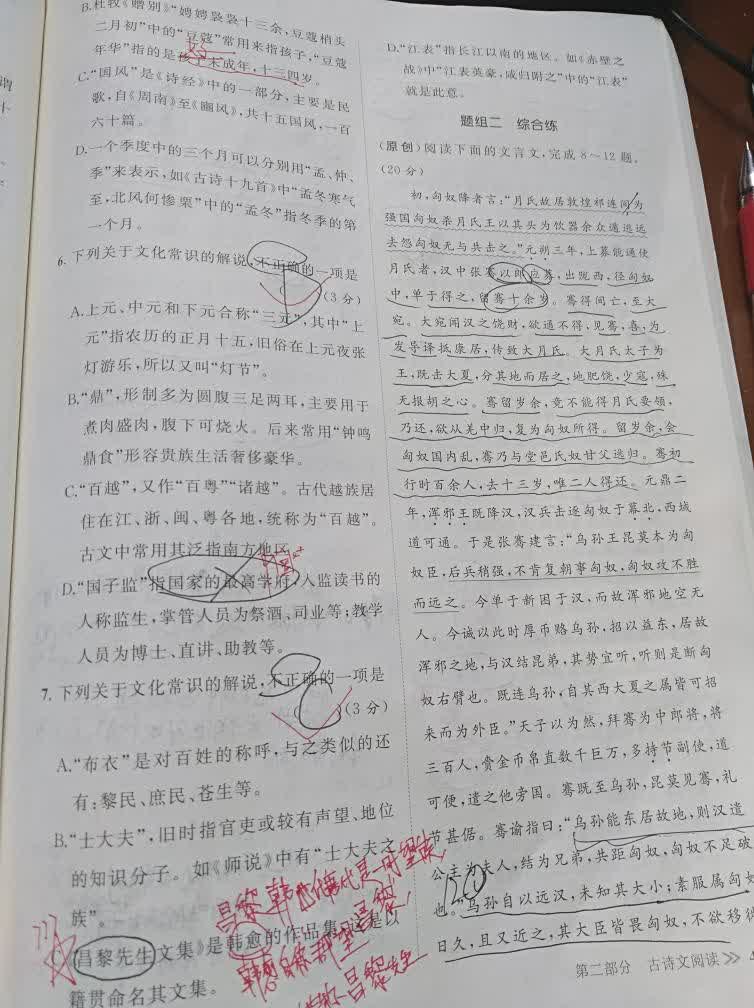 B.杜牧《赠别》“娉娉袅袅十三余,豆蔻梢头
二月初”中的“豆蔻”常用来指孩子,“豆蔻
年华”指的是孩子未成年,十三四岁。
C.“国风”是《诗经》中的一部分,主要是民
歌,自《周南》至《豳风》,共十五国风,一百
六十篇。
D.一个季度中的三个月可以分别用“孟、仲、
季”来表示,如《古诗十九首》中“孟冬寒气
至,北风何惨栗”中的“孟冬”指冬季的第
一个月。
6.下列关于文化常识的解说,不正确的一项是
(3分)
A.上元、中元和下元合称“三元”,其中“上
元”指农历的正月十五,旧俗在上元夜张
灯游乐,所以又叫“灯节”。
B.“鼎”,形制多为圆腹三足两耳,主要用于
煮肉盛肉,腹下可烧火。后来常用“钟鸣
鼎食”形容贵族生活奢侈豪华。
C.“百越”,又作“百粤”“诸越”。古代越族居
住在江、浙、闽、粤各地,统称为“百越”。
古文中常用其泛指南方地区。
D.“国子监”指国家的最高学府,入监读书的
人称监生,掌管人员为祭酒、司业等;教学
人员为博士、直讲、助教等。
7.下列关于文化常识的解说,不正确的一项是
(3分)
A.“布衣”是对百姓的称呼,与之类似的还
有:黎民、庶民、苍生等。
B.“士大夫”,旧时指官吏或较有声望、地位
的知识分子。如《师说》中有“士大夫之
族”。
C.《昌黎先生文集》是韩愈的作品集,这是以
籍贯命名其文集。
D.“江表”指长江以南的地区。如《赤壁之
战》中“江表英豪,咸归附之”中的“江表”
就是此意。
题组二 综合练
(原创)阅读下面的文言文,完成8~12题。
(20分)
初,匈奴降者言:“月氏故居敦煌祁连间为
强国匈奴杀月氏王以其头为饮器余众遁逃远
去怨匈奴无与共击之。”元朔三年,上募能通使
月氏者,汉中张骞以郎应募,出陇西,径匈奴
中,单于得之,留骞十余岁。骞得间亡,至大
宛。大宛闻汉之饶财,欲通不得,见骞,喜,为
发导译抵康居,传致大月氏。大月氏太子为
王,既击大夏,分其地而居之,地肥饶,少寇,殊
无报胡之心。骞留岁余,竟不能得月氏要领,
乃还,欲从羌中归,复为匈奴所得。留岁余,会
匈奴国内乱,骞乃与堂邑氏奴甘父逃归。骞初
行时百余人,去十三岁,唯二人得还。元鼎二
年,浑邪王既降汉,汉兵击逐匈奴于幕北,西域
道可通。于是张骞建言:“乌孙王昆莫本为匈
奴臣,后兵稍强,不肯复朝事匈奴,匈奴攻不胜
而远之。今单于新困于汉,而故浑邪地空无
人。今诚以此时厚币赂乌孙,招以益东,居故
浑邪之地,与汉结昆弟,其势宜听,听则是断匈
奴右臂也。既连乌孙,自其西大夏之属皆可招
来而为外臣。”天子以为然,拜骞为中郎将,将
三百人,赍金币帛直数千巨万,多持节副使,道
可便,遣之他旁国。骞既至乌孙,昆莫见骞,礼
节甚倨。骞谕指曰:“乌孙能东居故地,则汉遣
公主为夫人,结为兄弟,共距匈奴,匈奴不足破
也。”乌孙自以远汉,未知其大小;素服属匈奴
日久,且又近之,其大臣皆畏匈奴,不欲移徙
第二部分 古诗文阅读